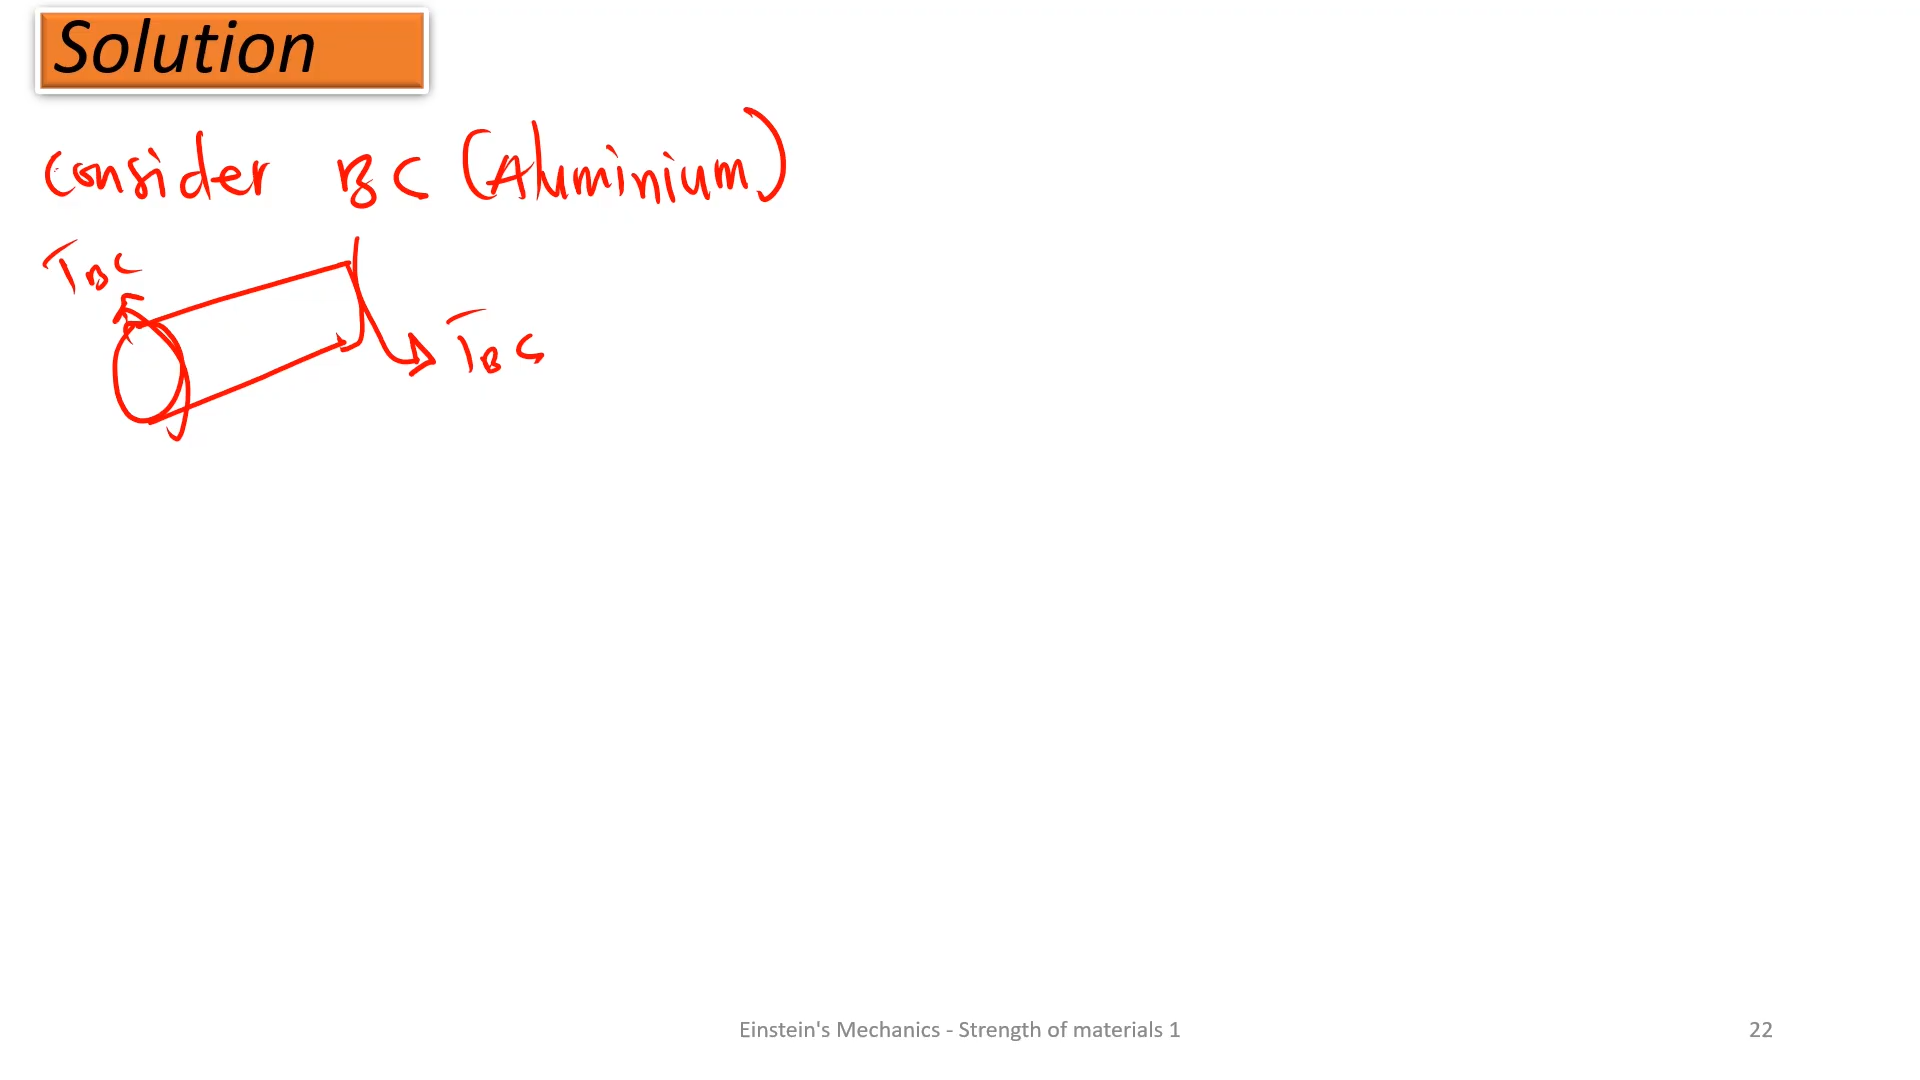 Solution
Consider BC (Aluminium)
TBC
TBC
Einstein's Mechanics - Strength of materials 1
22